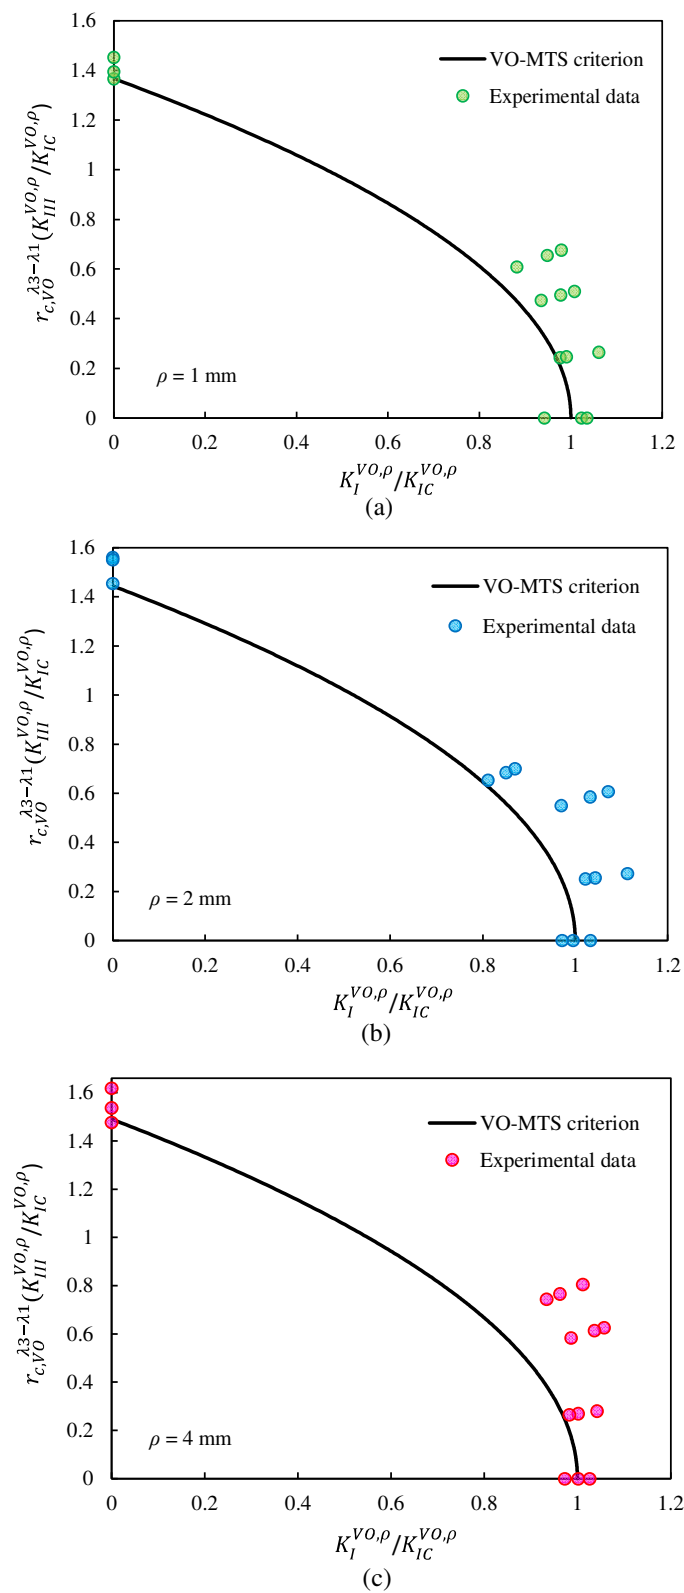 1.6
1.4
1.2
1
0.8
0.6
0.4
0.2
0
r_{c,VO}^{λ3−λ1}(K_{III}^{VO,ρ}/K_{IC}^{VO,ρ})
VO-MTS criterion
Experimental data
ρ = 1 mm
0 0.2 0.4 0.6 0.8 1 1.2
K_I^{VO,ρ}/K_{IC}^{VO,ρ}
(a)
1.6
1.4
1.2
1
0.8
0.6
0.4
0.2
0
r_{c,VO}^{λ3−λ1}(K_{III}^{VO,ρ}/K_{IC}^{VO,ρ})
VO-MTS criterion
Experimental data
ρ = 2 mm
0 0.2 0.4 0.6 0.8 1 1.2
K_I^{VO,ρ}/K_{IC}^{VO,ρ}
(b)
1.6
1.4
1.2
1
0.8
0.6
0.4
0.2
0
r_{c,VO}^{λ3−λ1}(K_{III}^{VO,ρ}/K_{IC}^{VO,ρ})
VO-MTS criterion
Experimental data
ρ = 4 mm
0 0.2 0.4 0.6 0.8 1 1.2
K_I^{VO,ρ}/K_{IC}^{VO,ρ}
(c)